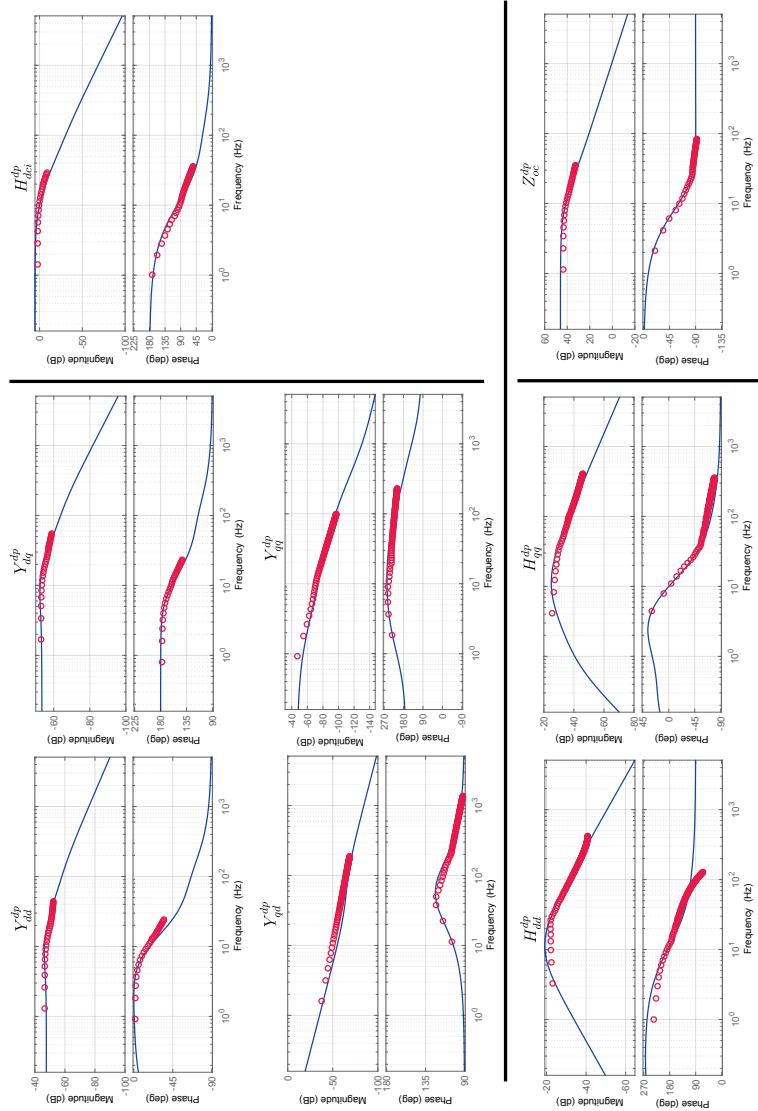 Y_{dd}^{dp}
Magnitude (dB)
-40
-60
-80
-100
Phase (deg)
0
-45
-90
10^0 10^1 10^2 10^3
Frequency (Hz)
Y_{dq}^{dp}
Magnitude (dB)
-60
-80
-100
Phase (deg)
225
180
135
90
10^0 10^1 10^2 10^3
Frequency (Hz)
H_{dci}^{dp}
Magnitude (dB)
0
-50
-100
Phase (deg)
225
180
135
90
45
0
10^0 10^1 10^2 10^3
Frequency (Hz)
Y_{qd}^{dp}
Magnitude (dB)
0
-50
-100
Phase (deg)
180
135
90
10^0 10^1 10^2 10^3
Frequency (Hz)
Y_{qq}^{dp}
Magnitude (dB)
-40
-60
-80
-100
-120
-140
Phase (deg)
270
180
90
0
-90
10^0 10^1 10^2 10^3
Frequency (Hz)
H_{dd}^{dp}
Magnitude (dB)
-20
-40
-60
Phase (deg)
270
180
90
0
10^0 10^1 10^2 10^3
Frequency (Hz)
H_{qq}^{dp}
Magnitude (dB)
-20
-40
-60
-80
Phase (deg)
45
0
-45
-90
10^0 10^1 10^2 10^3
Frequency (Hz)
Z_{oc}^{dp}
Magnitude (dB)
60
40
20
0
-20
Phase (deg)
0
-45
-90
-135
10^0 10^1 10^2 10^3
Frequency (Hz)